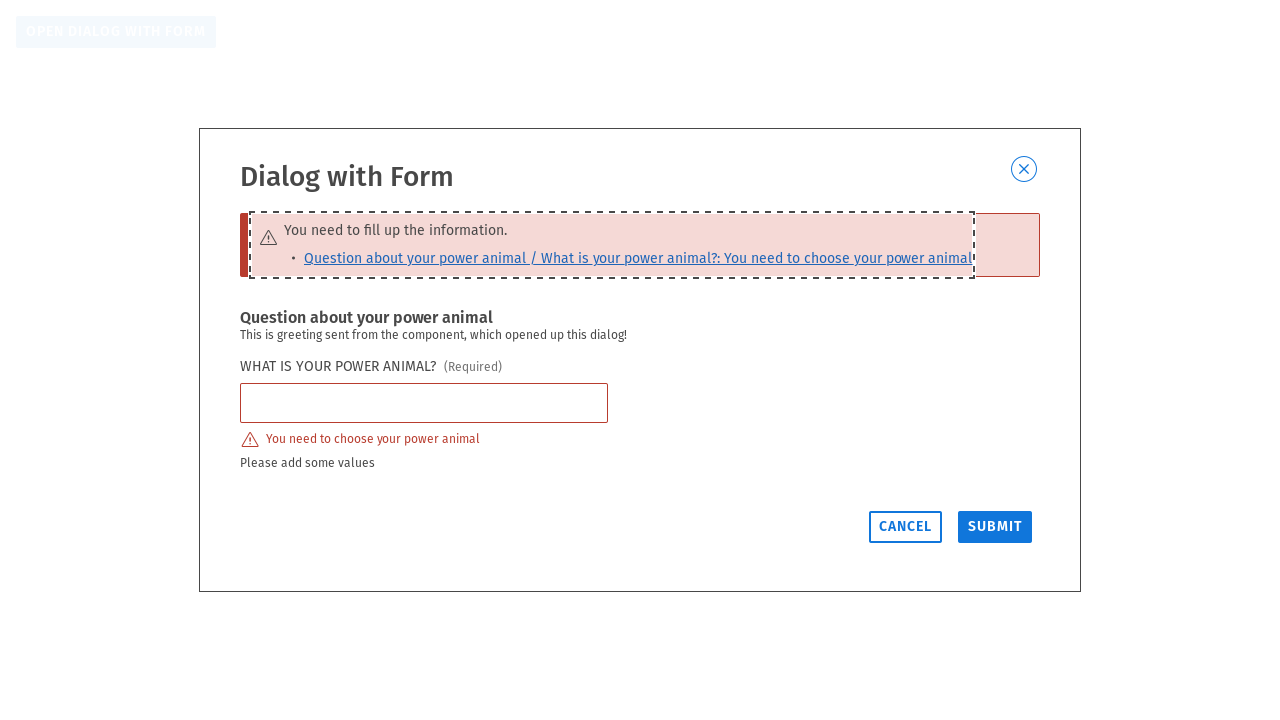 OPEN DIALOG WITH FORM
Dialog with Form
You need to fill up the information.
• Question about your power animal / What is your power animal?: You need to choose your power animal
Question about your power animal
This is greeting sent from the component, which opened up this dialog!
WHAT IS YOUR POWER ANIMAL? (Required)
You need to choose your power animal
Please add some values
CANCEL SUBMIT